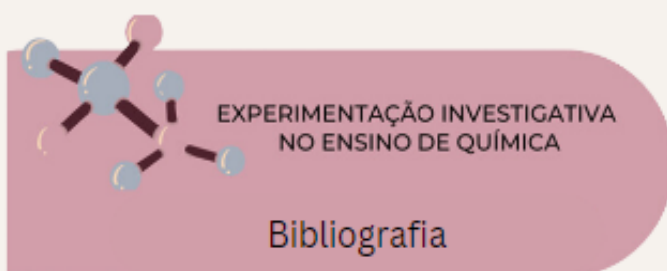 EXPERIMENTAÇÃO INVESTIGATIVA
NO ENSINO DE QUÍMICA
Bibliografia